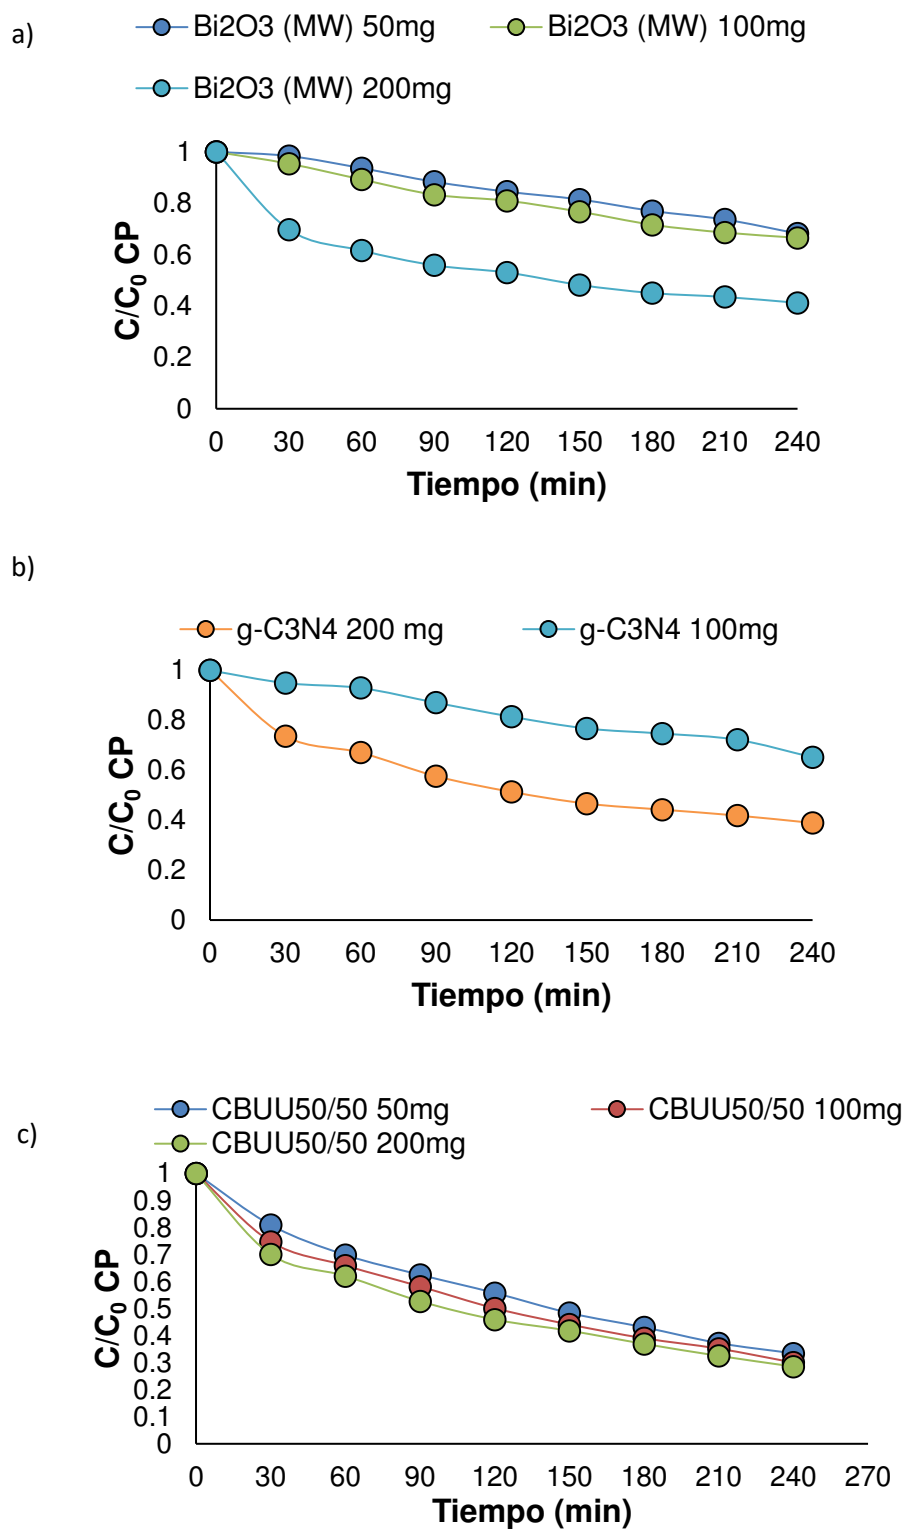 a)
Bi2O3 (MW) 50mg
Bi2O3 (MW) 100mg
Bi2O3 (MW) 200mg
1
0.8
0.6
0.4
0.2
0
C/C₀ CP
0 30 60 90 120 150 180 210 240
Tiempo (min)
b)
g-C3N4 200 mg
g-C3N4 100mg
1
0.8
0.6
0.4
0.2
0
C/C₀ CP
0 30 60 90 120 150 180 210 240
Tiempo (min)
c)
CBUU50/50 50mg
CBUU50/50 100mg
CBUU50/50 200mg
1
0.9
0.8
0.7
0.6
0.5
0.4
0.3
0.2
0.1
0
C/C₀ CP
0 30 60 90 120 150 180 210 240 270
Tiempo (min)